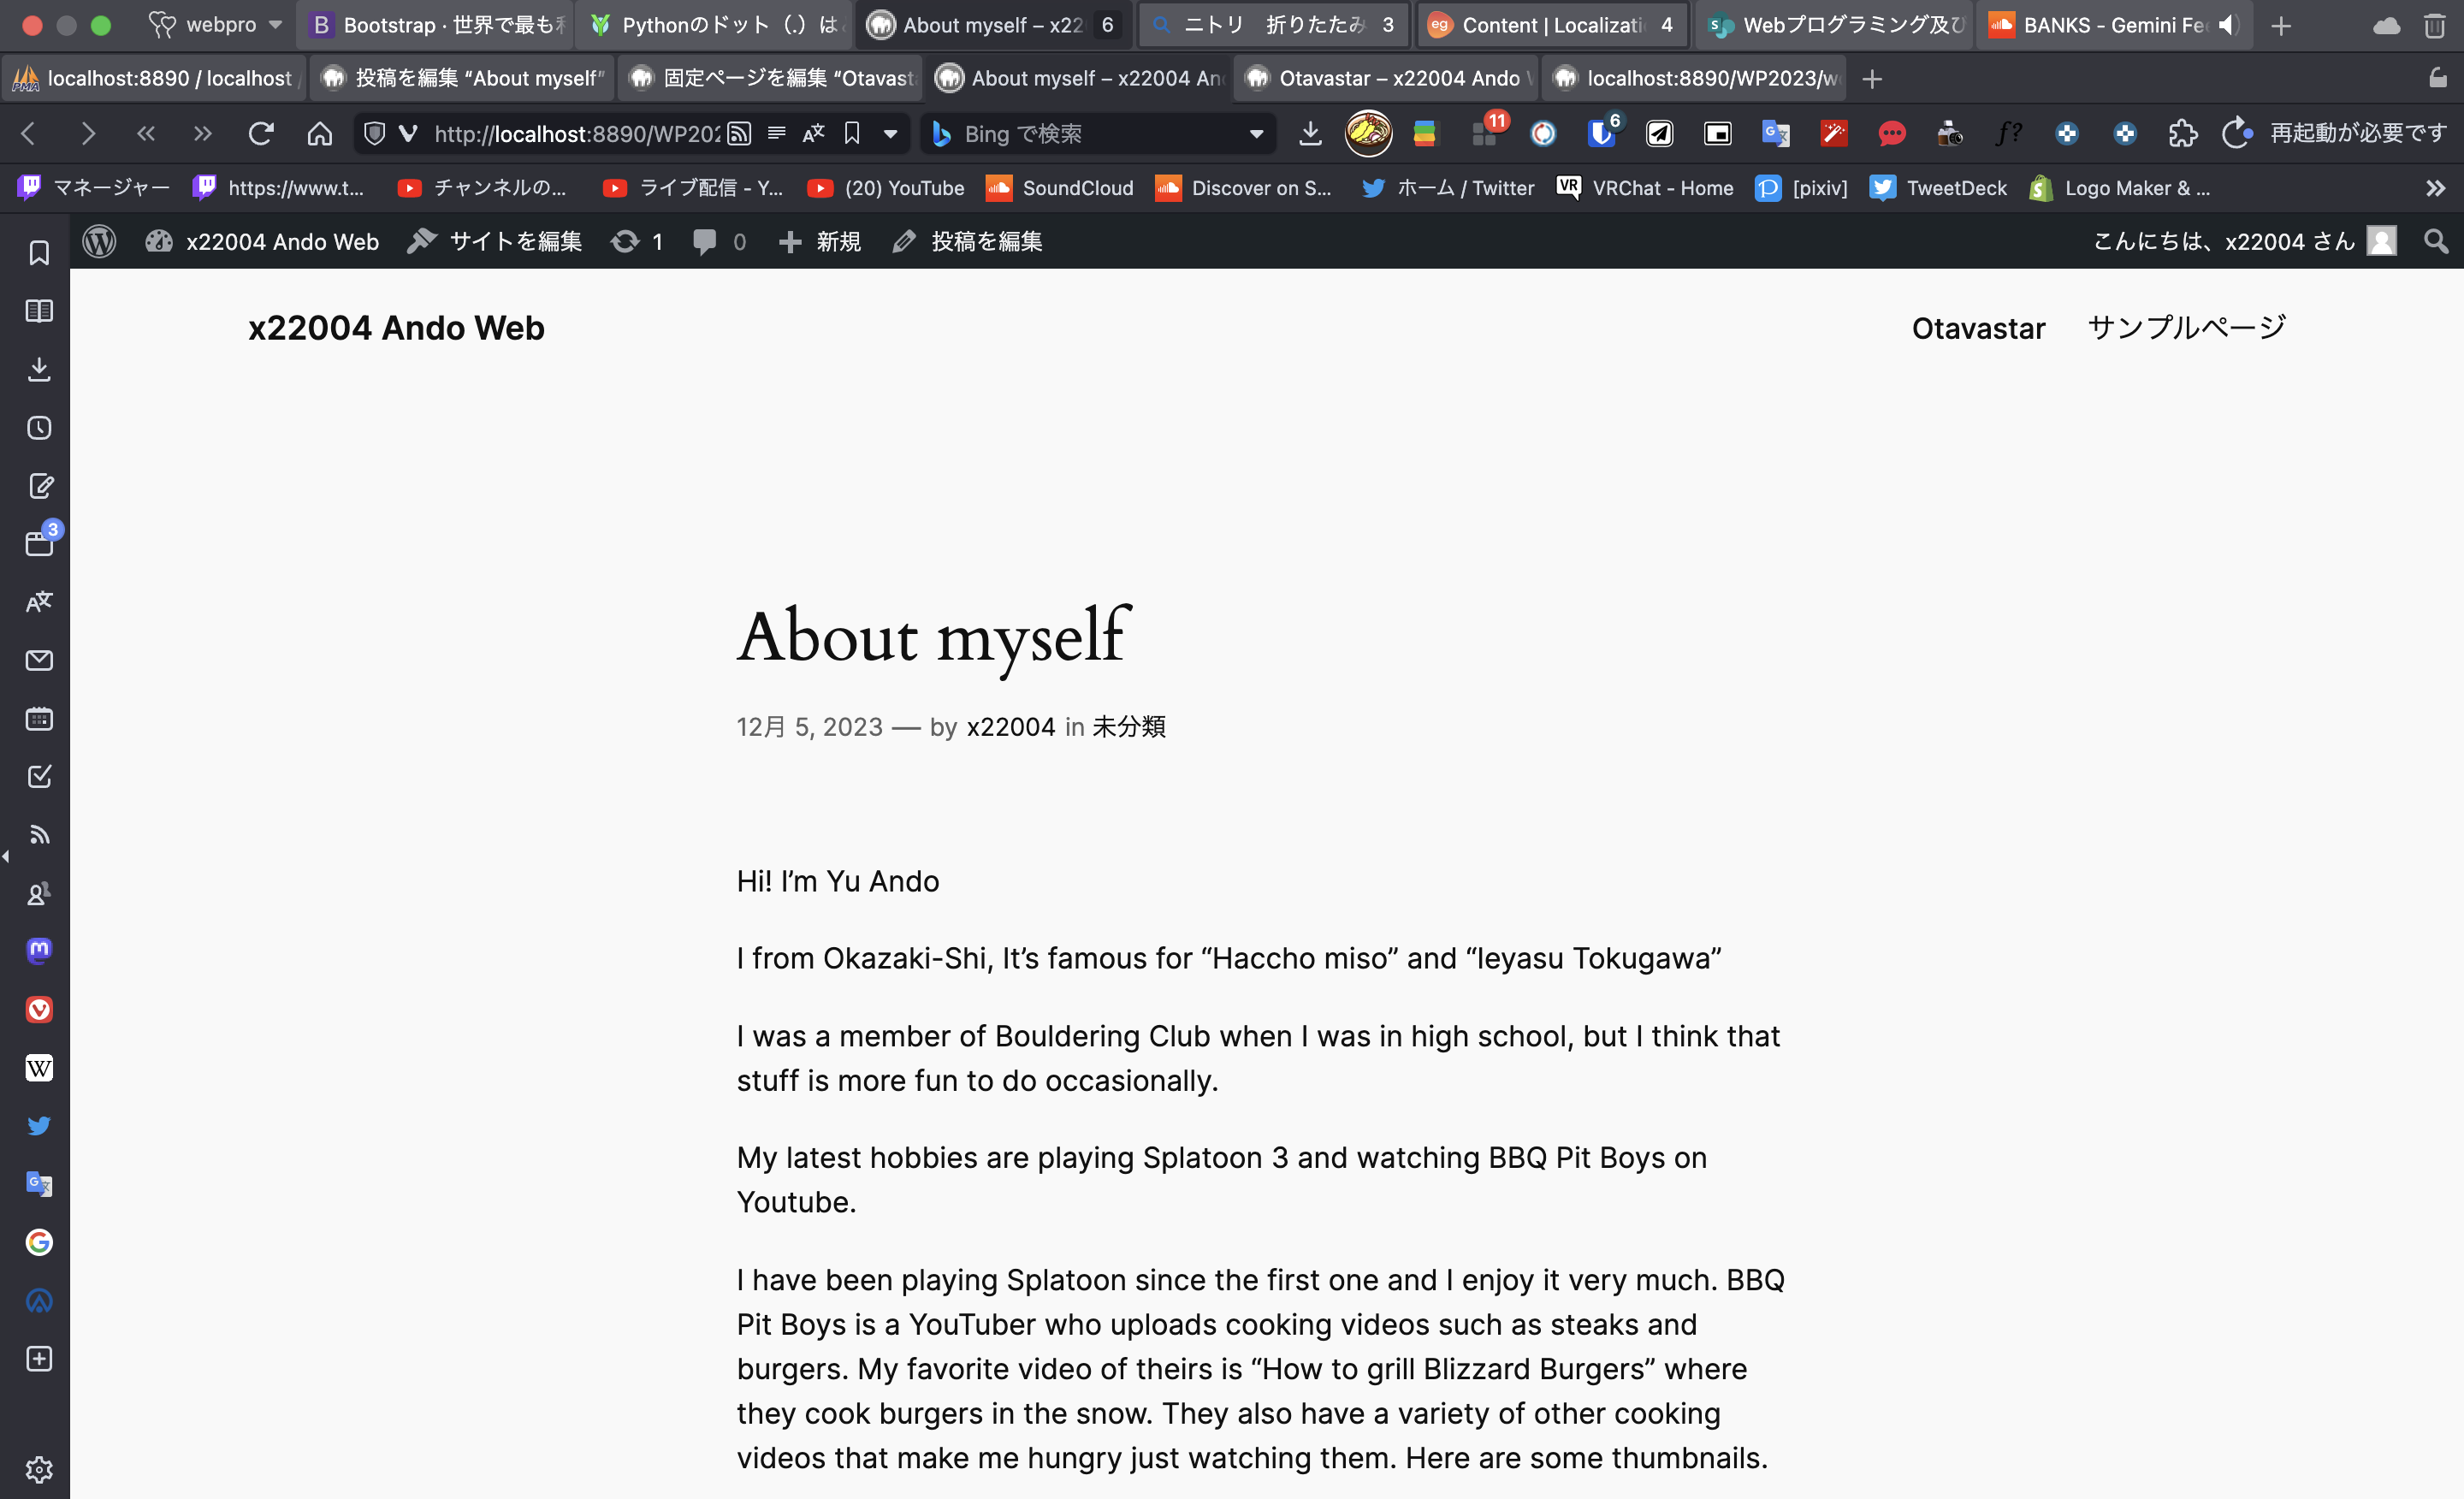 webpro
Bootstrap · 世界で最も
Pythonのドット（.）は
About myself – x22 6
ニトリ　折りたたみ 3
Content | Localizati 4
Webプログラミング及び
BANKS - Gemini Fe
localhost:8890 / localhost /
投稿を編集 “About myself”
固定ページを編集 “Otavast
About myself – x22004 An
Otavastar – x22004 Ando
localhost:8890/WP2023/w
http://localhost:8890/WP202
Bing で検索
11
6
再起動が必要です
マネージャー
https://www.t...
チャンネルの...
ライブ配信 - Y...
(20) YouTube
SoundCloud
Discover on S...
ホーム / Twitter
VRChat - Home
[pixiv]
TweetDeck
Logo Maker & ...
x22004 Ando Web
サイトを編集
1
0
新規
投稿を編集
こんにちは、x22004 さん
3
x22004 Ando Web
Otavastar
サンプルページ
About myself
12月 5, 2023 — by x22004 in 未分類
Hi! I’m Yu Ando
I from Okazaki-Shi, It’s famous for “Haccho miso” and “Ieyasu Tokugawa”
I was a member of Bouldering Club when I was in high school, but I think that
stuff is more fun to do occasionally.
My latest hobbies are playing Splatoon 3 and watching BBQ Pit Boys on
Youtube.
I have been playing Splatoon since the first one and I enjoy it very much. BBQ
Pit Boys is a YouTuber who uploads cooking videos such as steaks and
burgers. My favorite video of theirs is “How to grill Blizzard Burgers” where
they cook burgers in the snow. They also have a variety of other cooking
videos that make me hungry just watching them. Here are some thumbnails.